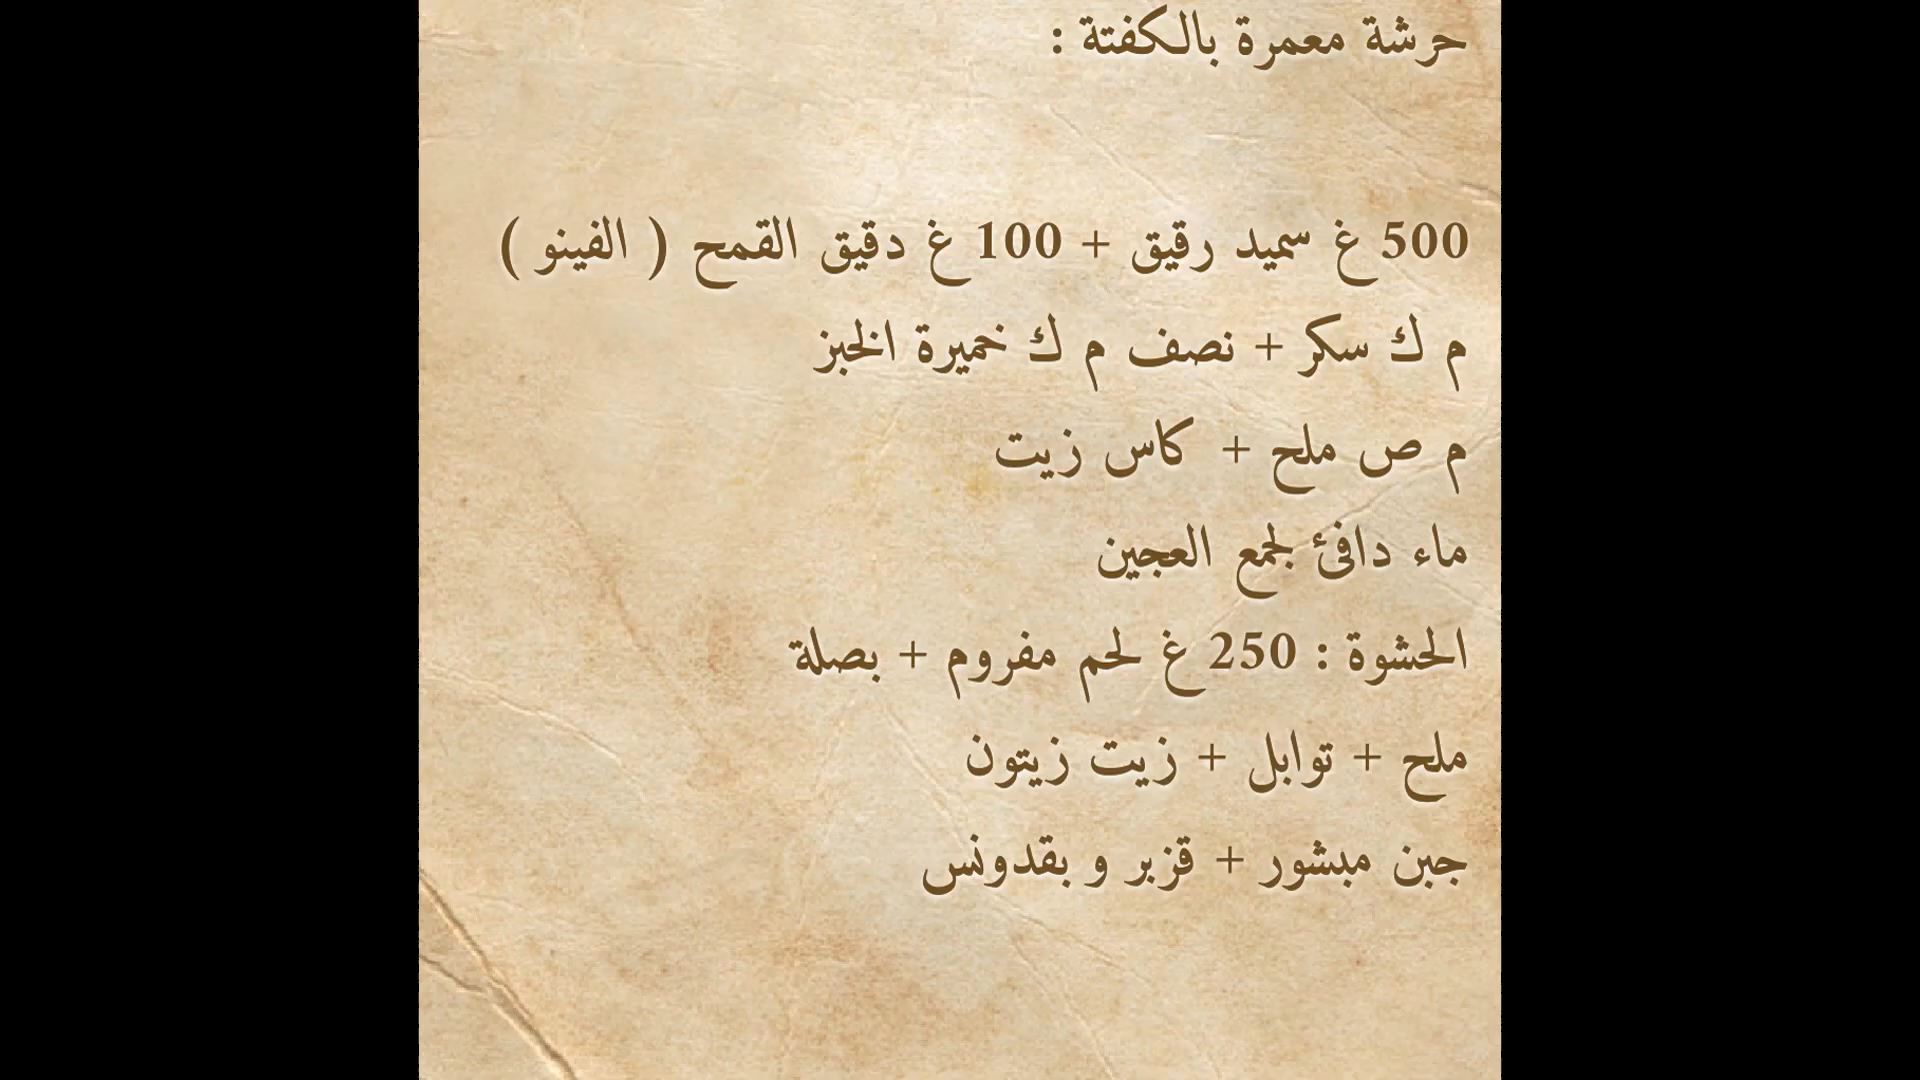 حرشة معمرة بالكفتة :
500 غ سميد رقيق + 100 غ دقيق القمح ( الفينو )
م ك سكر + نصف م ك خميرة الخبز
م ص ملح + كاس زيت
ماء دافئ لجمع العجين
الحشوة : 250 غ لحم مفروم + بصلة
ملح + توابل + زيت زيتون
جبن مبشور + قزبر و بقدونس